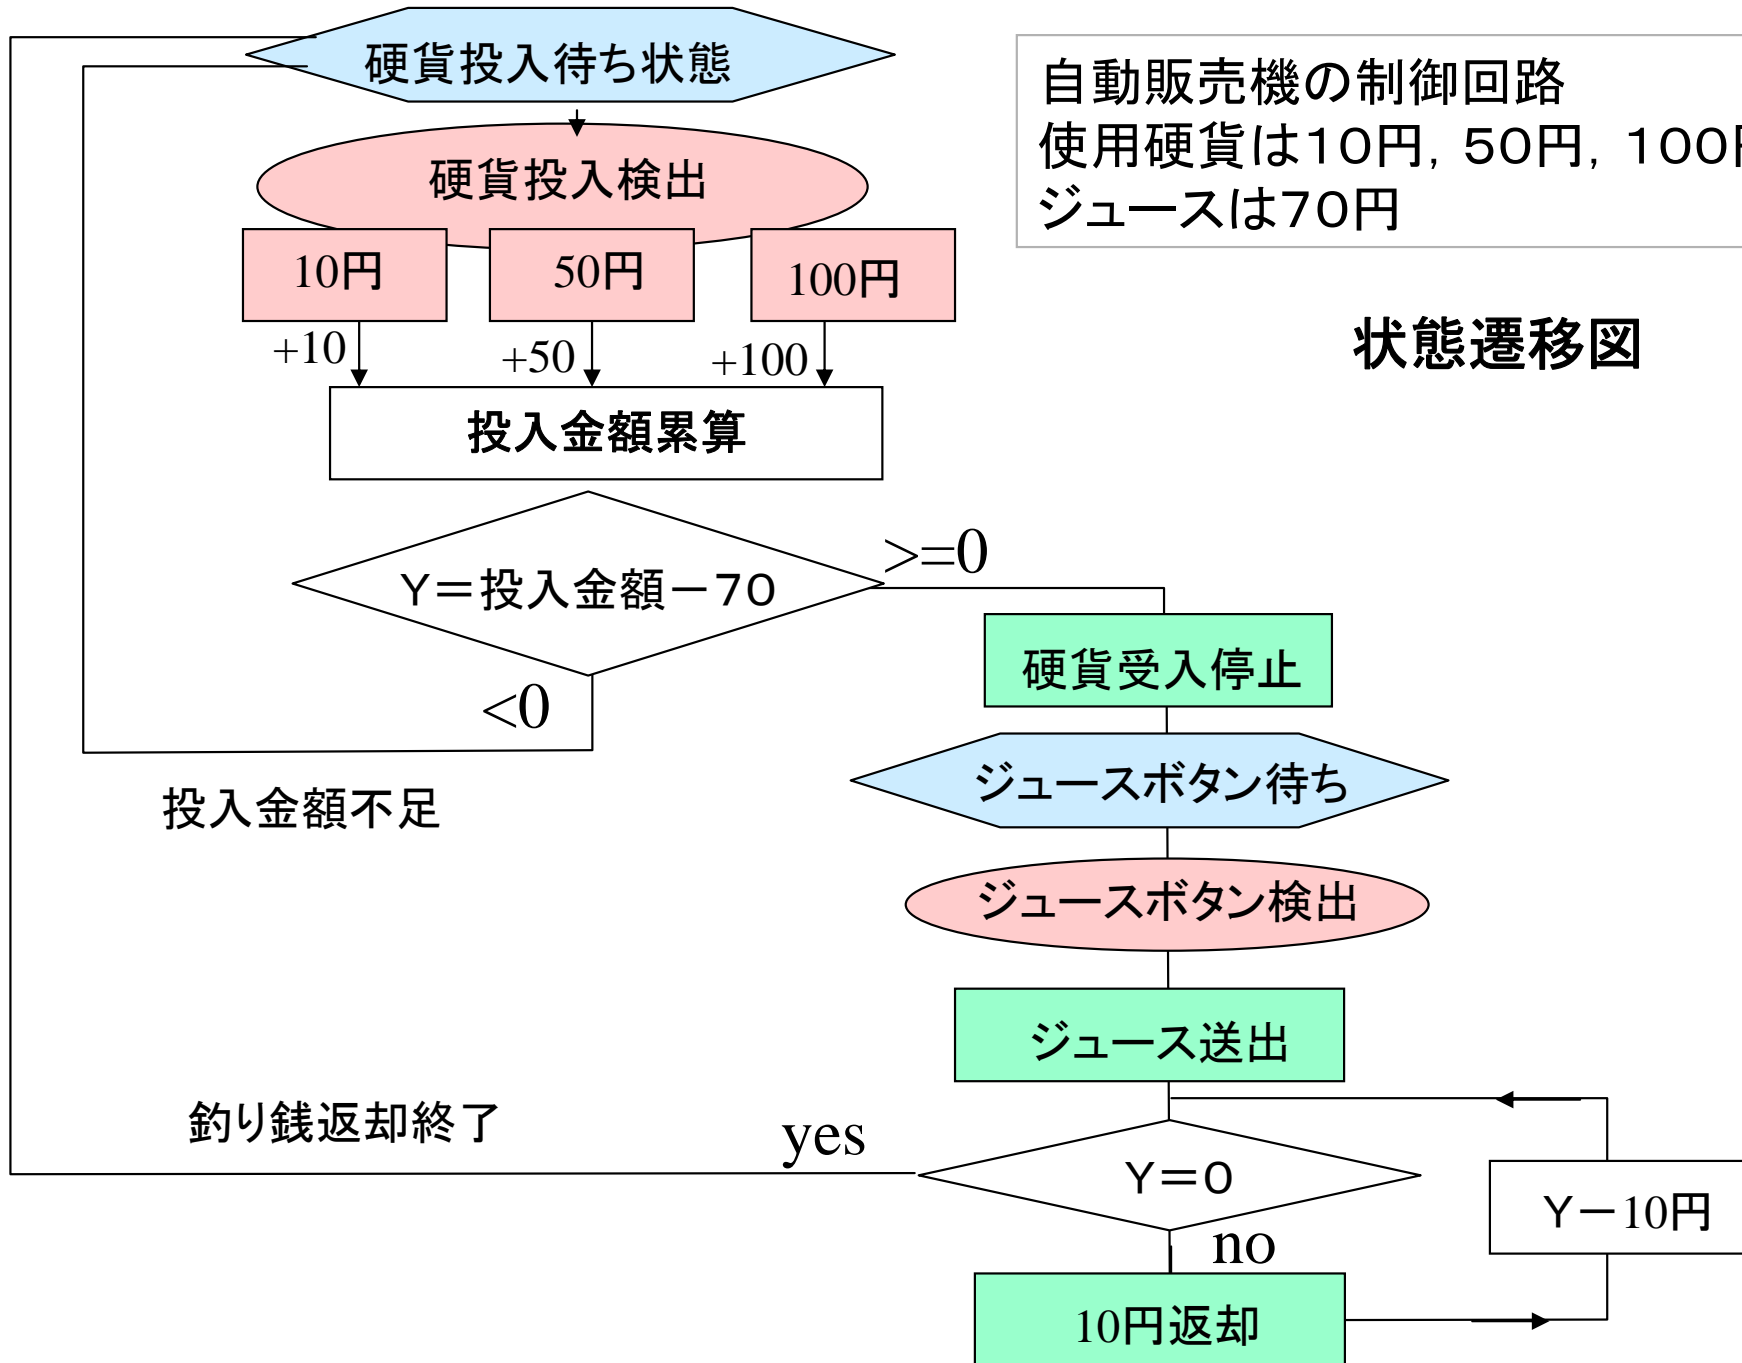 硬貨投入待ち状態
自動販売機の制御回路
使用硬貨は10円，50円，100
ジュースは70円
硬貨投入検出
10円
50円
100円
+10
+50
+100
状態遷移図
投入金額累算
Y＝投入金額－70
>=0
<0
硬貨受入停止
投入金額不足
ジュースボタン待ち
ジュースボタン検出
ジュース送出
釣り銭返却終了
yes
Y＝0
Y－10円
no
10円返却